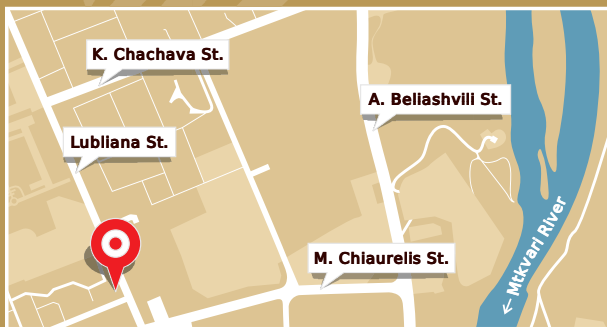 K. Chachava St.
A. Beliashvili St.
Lubliana St.
M. Chiaurelis St.
← Mtkvari River